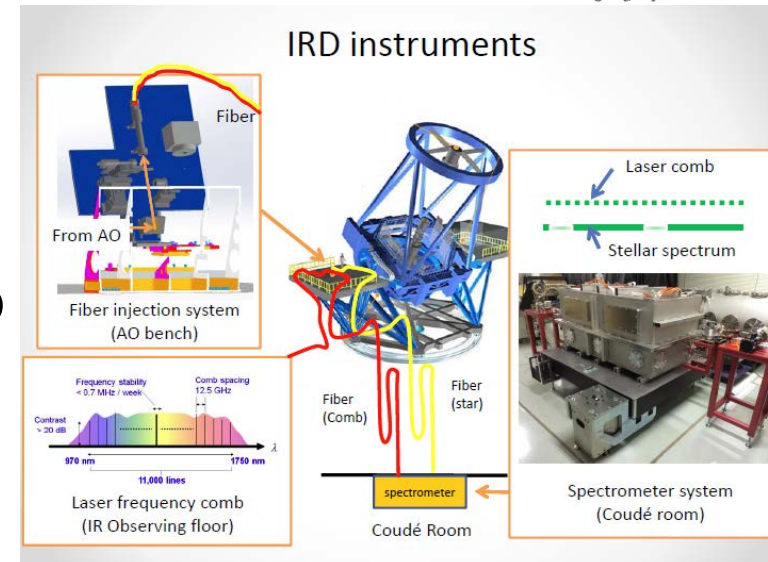 IRD instruments
Fiber
From AO
Fiber injection system
(AO bench)
Laser comb
Stellar spectrum
Frequency stability
< 0.7 MHz / week
Comb spacing
12.5 GHz
Contrast
~ 20 dB
λ
970 nm
1750 nm
11,000 lines
Laser frequency comb
(IR Observing floor)
Fiber
(Comb)
Fiber
(star)
spectrometer
Coudé Room
Spectrometer system
(Coudé room)
)